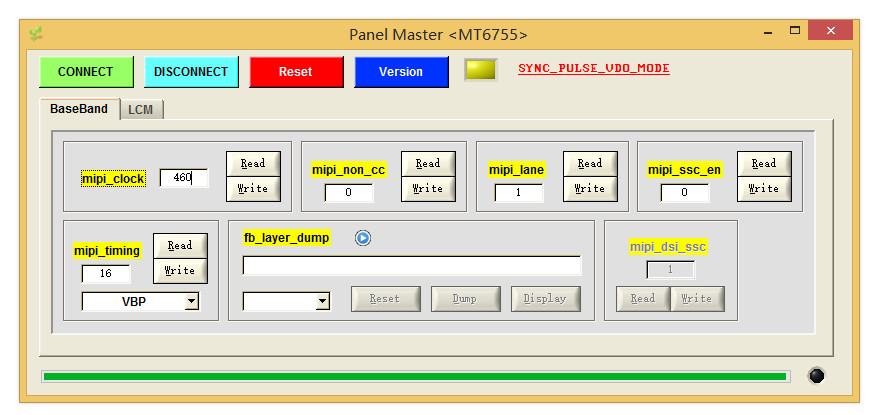 Panel Master <MT6755>
CONNECT DISCONNECT Reset Version SYNC_PULSE_VDO_MODE
BaseBand LCM
mipi_clock 460 Read Write
mipi_non_cc 0 Read Write
mipi_lane 1 Read Write
mipi_ssc_en 0 Read Write
mipi_timing 16 Read Write
VBP
fb_layer_dump
Reset Dump Display
mipi_dsi_ssc
1
Read Write